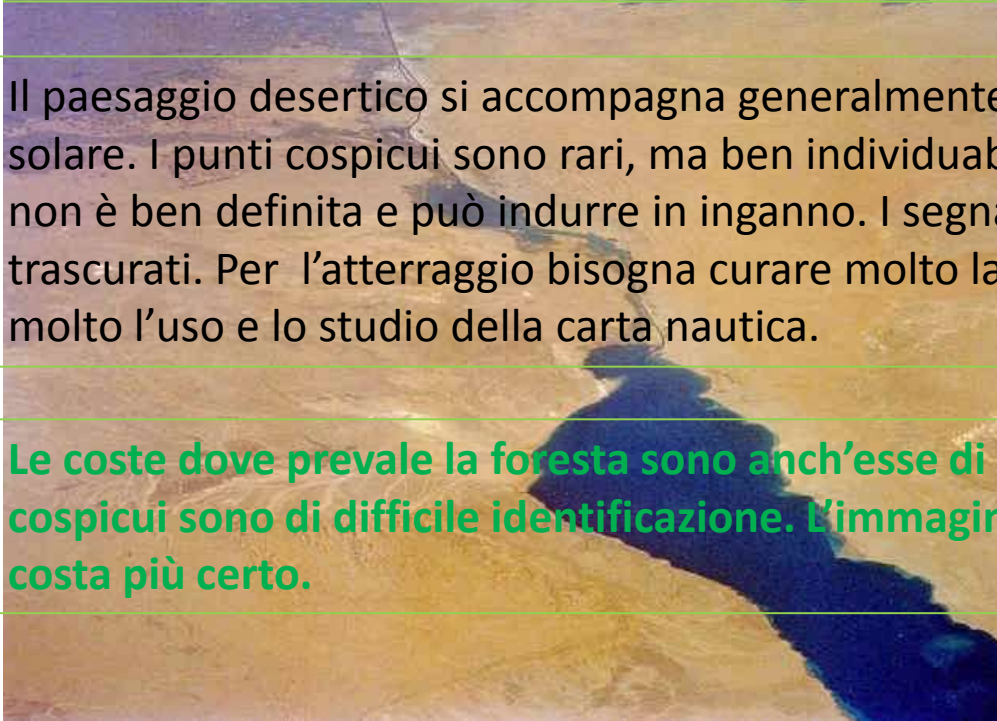 Il paesaggio desertico si accompagna generalmente
solare. I punti cospicui sono rari, ma ben individuab
non è ben definita e può indurre in inganno. I segna
trascurati. Per l’atterraggio bisogna curare molto la
molto l’uso e lo studio della carta nautica.
Le coste dove prevale la foresta sono anch’esse di
cospicui sono di difficile identificazione. L’immagin
costa più certo.